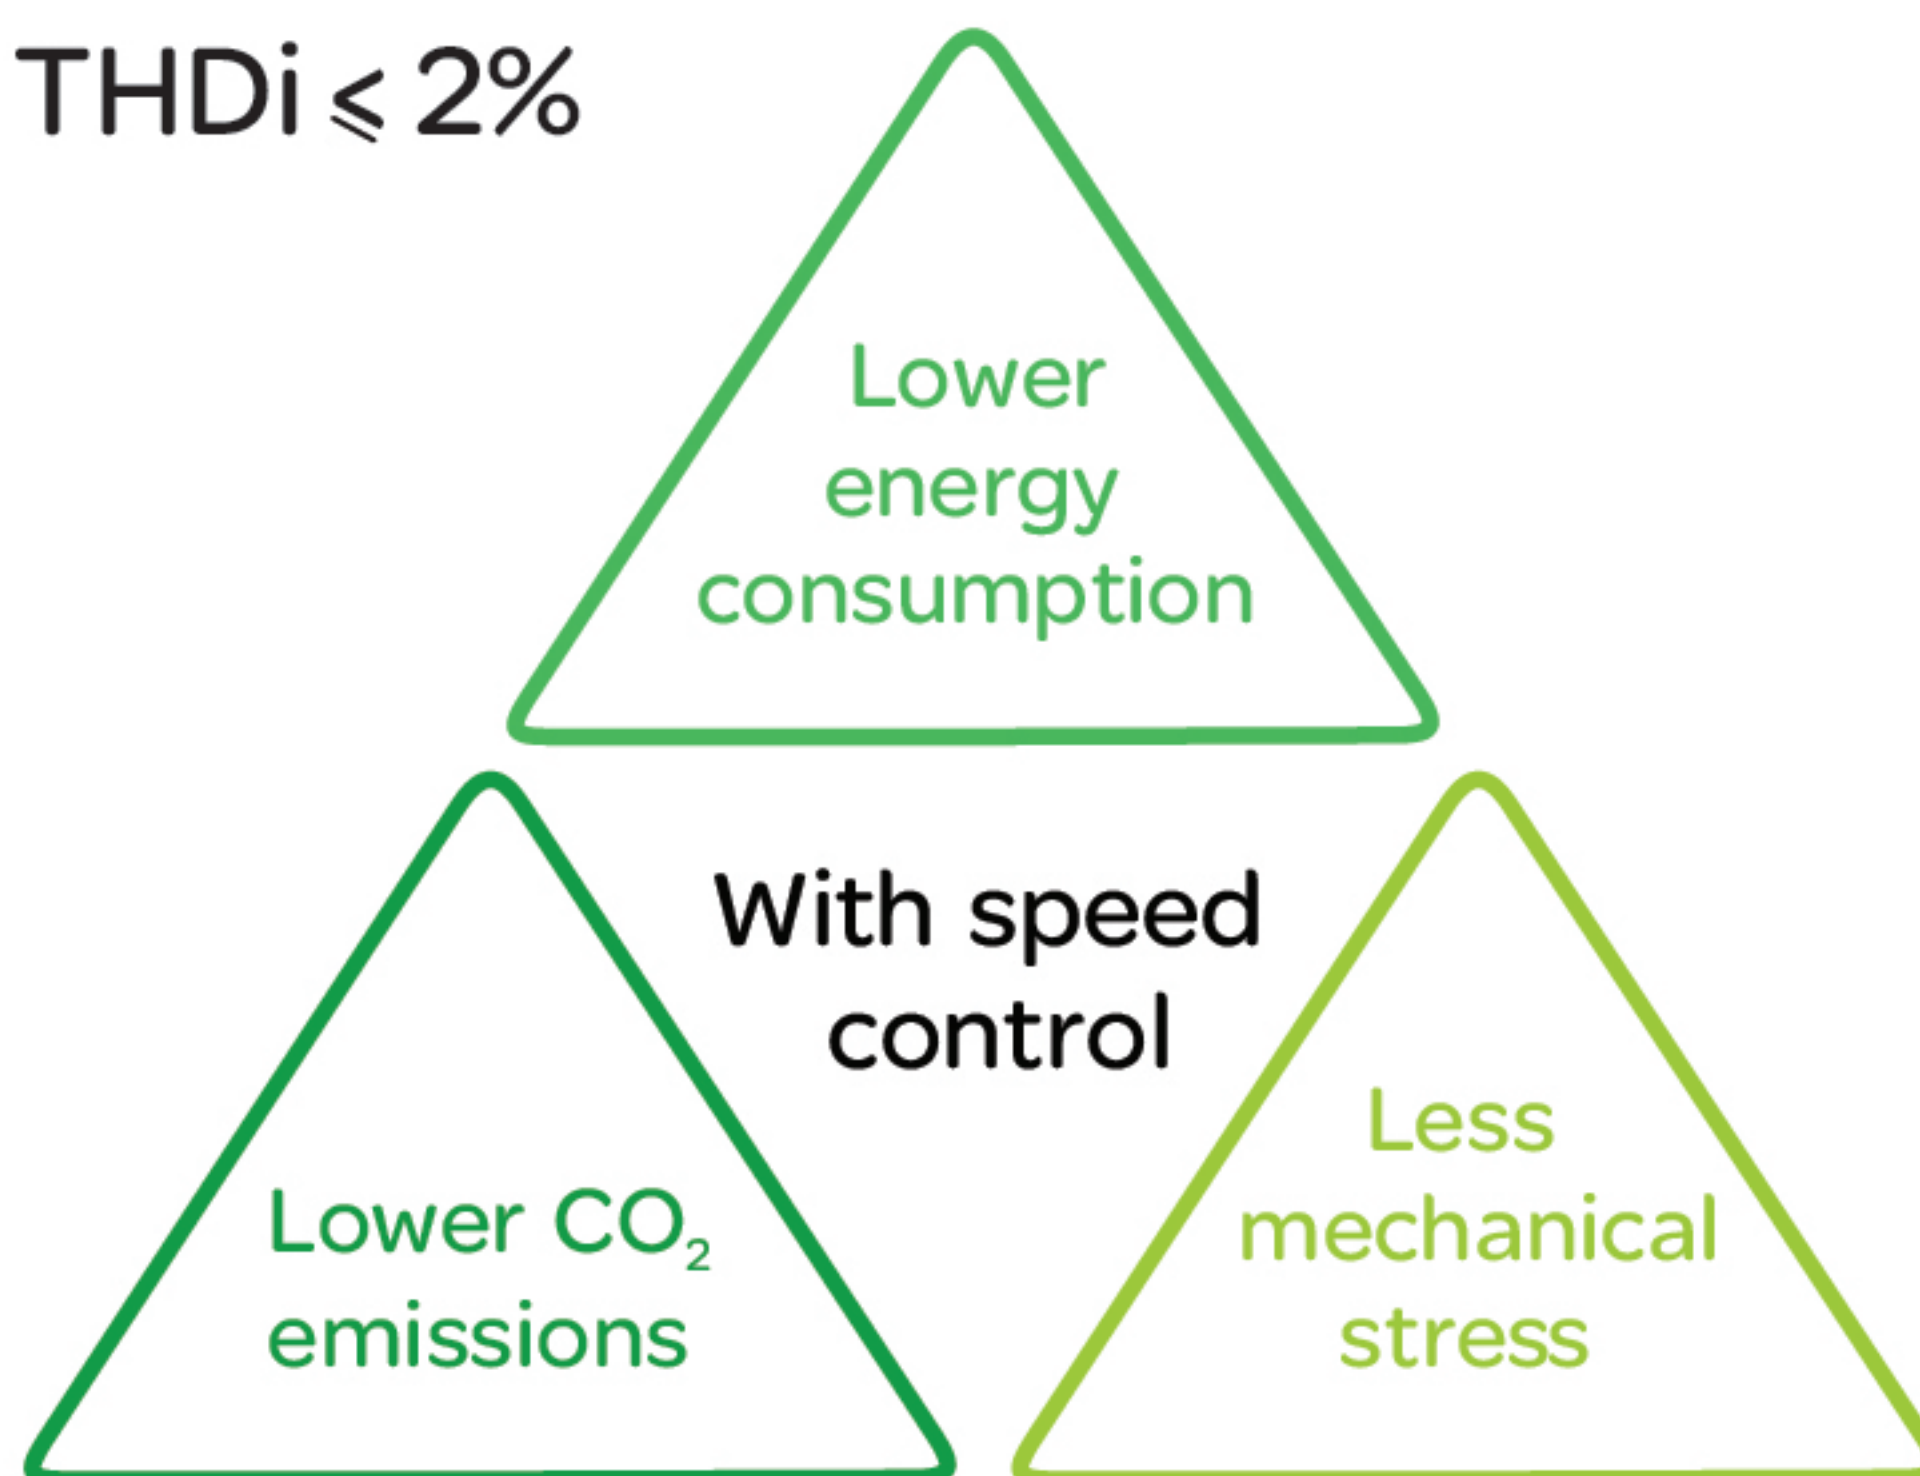 THDi ⩽ 2%
Lower
energy
consumption
With speed
control
Lower CO₂
emissions
Less
mechanical
stress